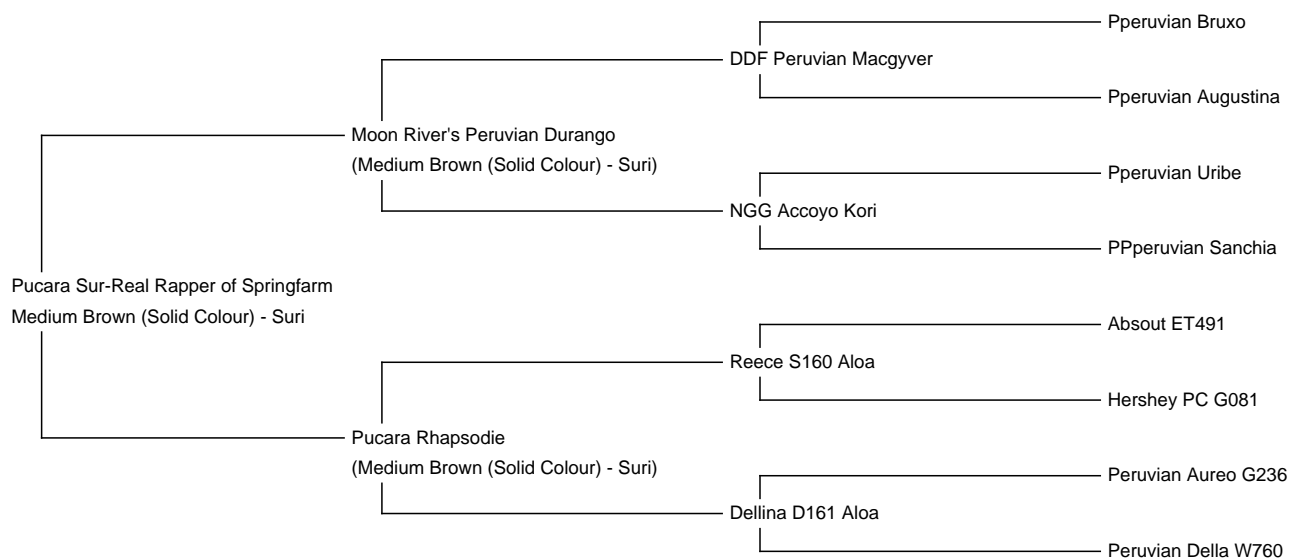 Pperuvian Bruxo
DDF Peruvian Macgyver
Pperuvian Augustina
Moon River's Peruvian Durango
(Medium Brown (Solid Colour) - Suri)
Pperuvian Uribe
NGG Accoyo Kori
PPperuvian Sanchia
Pucara Sur-Real Rapper of Springfarm
Medium Brown (Solid Colour) - Suri
Absout ET491
Reece S160 Aloa
Hershey PC G081
Pucara Rhapsodie
(Medium Brown (Solid Colour) - Suri)
Peruvian Aureo G236
Dellina D161 Aloa
Peruvian Della W760